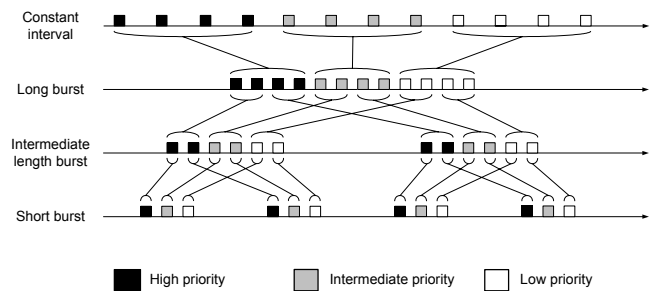 Constant
interval
Long burst
Intermediate
length burst
Short burst
High priority
Intermediate priority
Low priority